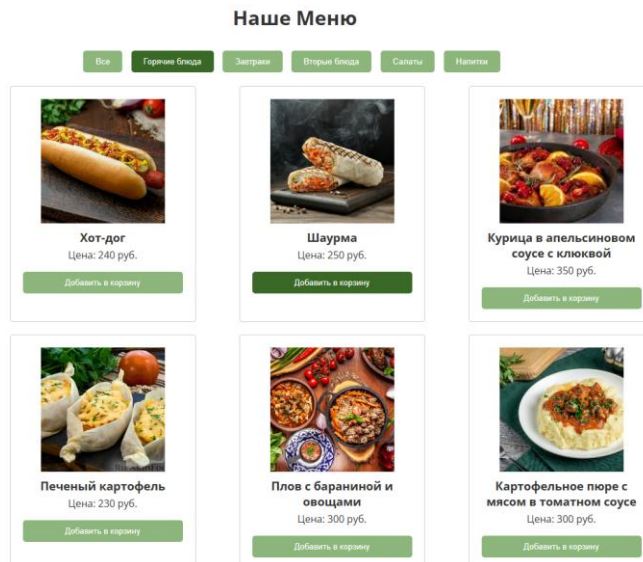 Наше Меню
Все
Горячие блюда
Завтраки
Вторые блюда
Салаты
Напитки
Хот-дог
Цена: 240 руб.
Добавить в корзину
Шаурма
Цена: 250 руб.
Добавить в корзину
Курица в апельсиновом
соусе с клюквой
Цена: 350 руб.
Добавить в корзину
Печеный картофель
Цена: 230 руб.
Добавить в корзину
Плов с бараниной и
овощами
Цена: 300 руб.
Добавить в корзину
Картофельное пюре с
мясом в томатном соусе
Цена: 300 руб.
Добавить в корзину